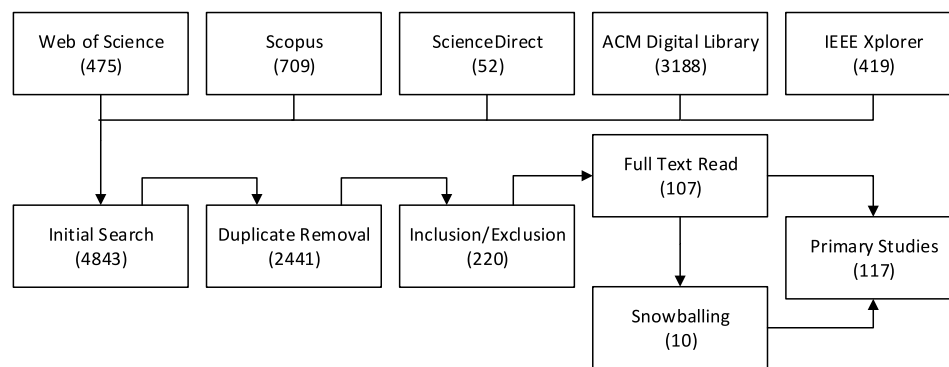 Web of Science
(475)
Scopus
(709)
ScienceDirect
(52)
ACM Digital Library
(3188)
IEEE Xplorer
(419)
Full Text Read
(107)
Initial Search
(4843)
Duplicate Removal
(2441)
Inclusion/Exclusion
(220)
Primary Studies
(117)
Snowballing
(10)